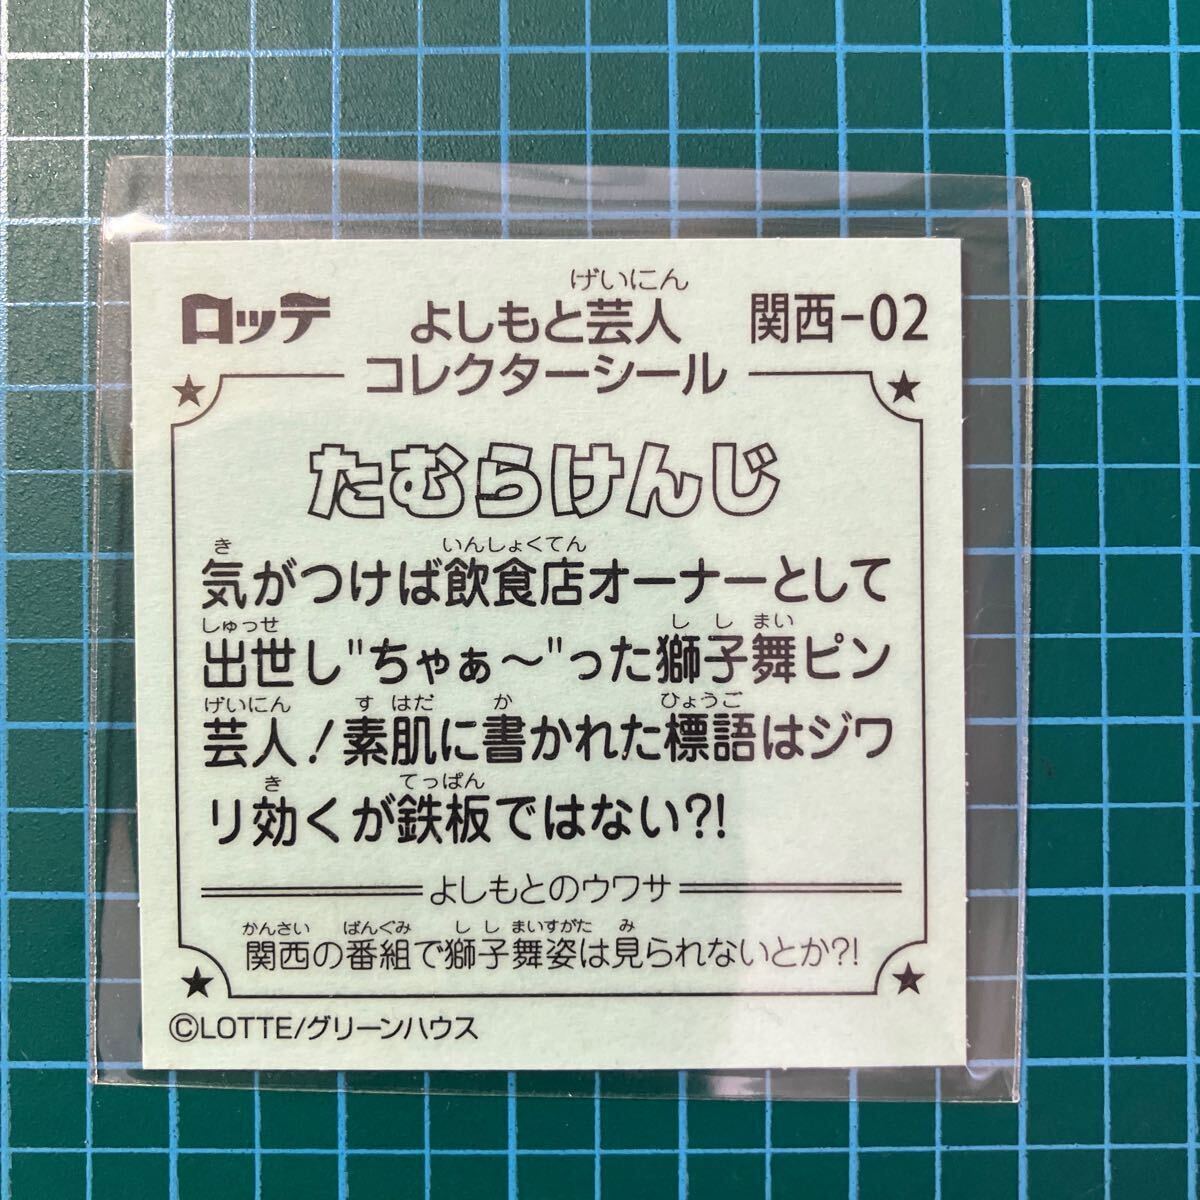 ロッテ
げいにん
よしもと芸人
コレクターシール
関西-02
たむらけんじ
き いんしょくてん
気がつけば飲食店オーナーとして
しゅっせ し し まい
出世し"ちゃぁ〜"った獅子舞ピン
げいにん す はだ か ひょうご
芸人!素肌に書かれた標語はジワ
き てっぱん
リ効くが鉄板ではない?!
よしもとのウワサ
かんさい ばんぐみ し し まいすがた み
関西の番組で獅子舞姿は見られないとか?!
©LOTTE/グリーンハウス